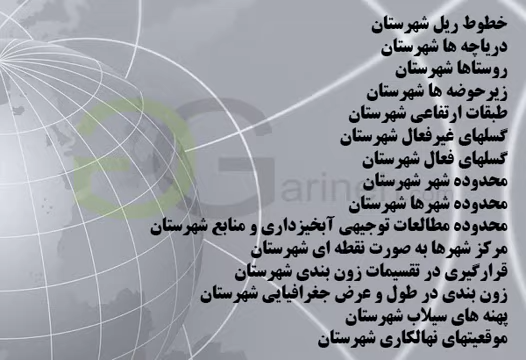 خطوط ریل شهرستان
دریاچه ها شهرستان
روستاها شهرستان
زیرحوضه ها شهرستان
طبقات ارتفاعی شهرستان
گسلهای غیرفعال شهرستان
گسلهای فعال شهرستان
محدوده شهر شهرستان
محدوده شهرها شهرستان
محدوده مطالعات توجیهی آبخیزداری و منابع شهرستان
مرکز شهرها به صورت نقطه ای شهرستان
قرارگیری در تقسیمات زون بندی شهرستان
زون بندی در طول و عرض جغرافیایی شهرستان
پهنه های سیلاب شهرستان
موقعیتهای نهالکاری شهرستان